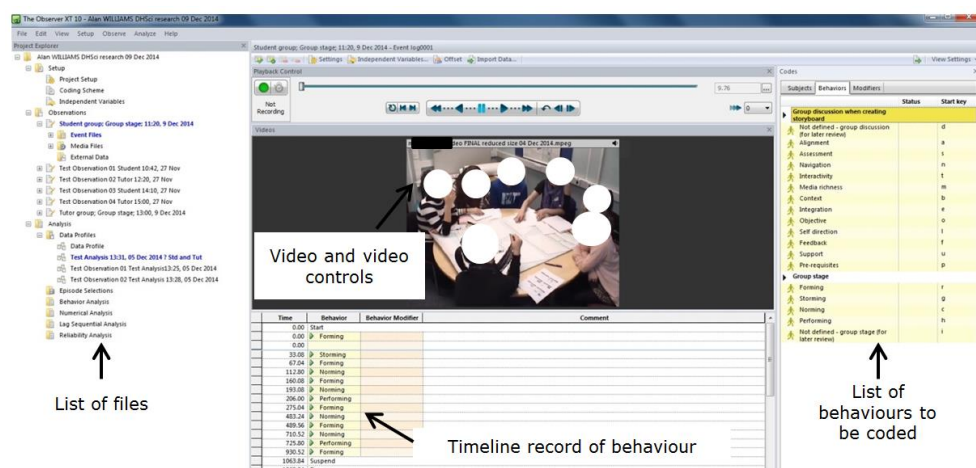 The Observer XT 10 - Alan WILLIAMS DHSci research 09 Dec 2014
File Edit View Setup Observe Analyze Help
Project Explorer
Alan WILLIAMS DHSci research 09 Dec 2014
Setup
Project Setup
Coding Scheme
Independent Variables
Observations
Student group; Group stage; 11:20, 9 Dec 2014
Event Files
Media Files
External Data
Test Observation 01 Student 10:42, 27 Nov
Test Observation 02 Tutor 12:20, 27 Nov
Test Observation 03 Student 14:10, 27 Nov
Test Observation 04 Tutor 15:00, 27 Nov
Tutor group; Group stage; 13:00, 9 Dec 2014
Analysis
Data Profiles
Data Profile
Test Analysis 13:31, 05 Dec 2014 ? Std and Tut
Test Observation 01 Test Analysis13:25, 05 Dec 2014
Test Observation 02 Test Analysis 13:28, 05 Dec 2014
Episode Selections
Behavior Analysis
Numerical Analysis
Lag Sequential Analysis
Reliability Analysis
List of files
Student group; Group stage; 11:20, 9 Dec 2014 - Event log0001
Settings Independent Variables... Offset Import Data... View Settings
Playback Control
9.76
Not
Recording
0
Videos
FINAL reduced size 04 Dec 2014.mpeg
Video and video
controls
Time Behavior Behavior Modifier Comment
0.00 Start
0.00 Forming
0.00
33.08 Storming
67.04 Forming
112.80 Norming
160.08 Forming
193.08 Norming
206.00 Performing
275.04 Forming
483.24 Norming
489.56 Forming
710.52 Norming
725.80 Performing
930.52 Forming
1063.84 Suspend
Timeline record of behaviour
Codes
Subjects Behaviors Modifiers
Status Start key
Group discussion when creating
storyboard
Not defined - group discussion d
(for later review)
Alignment a
Assessment s
Navigation n
Interactivity t
Media richness m
Context b
Integration e
Objective o
Self direction l
Feedback f
Support u
Pre-requisites p
Group stage
Forming r
Storming g
Norming c
Performing h
Not defined - group stage (for i
later review)
List of
behaviours to
be coded